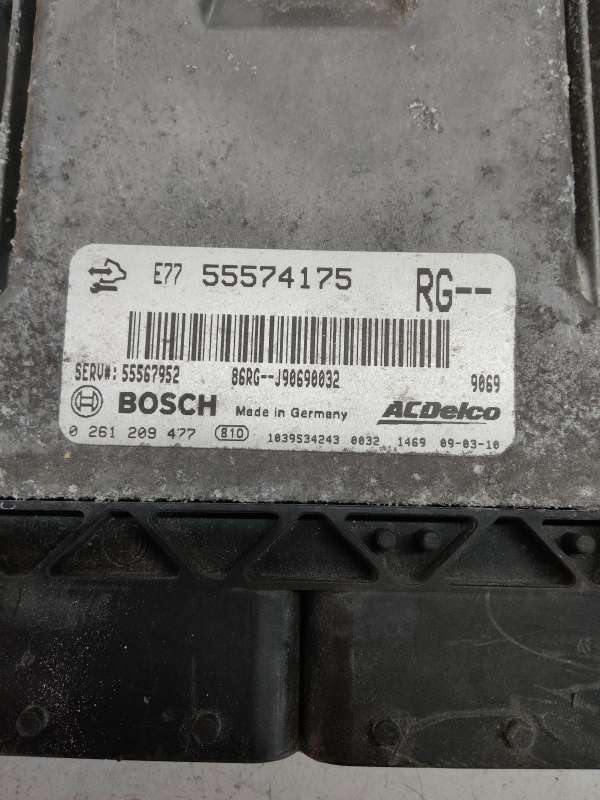 E77 55574175 RG--
SERV#: 55567952 86RG--J90690032 9069
BOSCH Made in Germany ACDelco
0 261 209 477 810 1039S34243 0032 1469 09-03-10